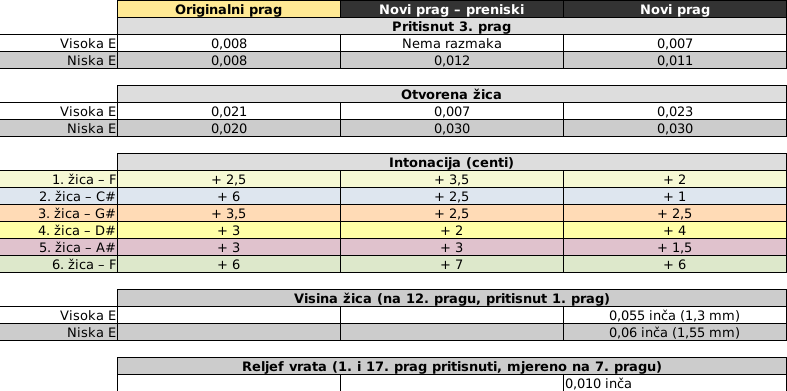 Originalni prag Novi prag – preniski Novi prag
Pritisnut 3. prag
Visoka E 0,008 Nema razmaka 0,007
Niska E 0,008 0,012 0,011
Otvorena žica
Visoka E 0,021 0,007 0,023
Niska E 0,020 0,030 0,030
Intonacija (centi)
1. žica – F + 2,5 + 3,5 + 2
2. žica – C# + 6 + 2,5 + 1
3. žica – G# + 3,5 + 2,5 + 2,5
4. žica – D# + 3 + 2 + 4
5. žica – A# + 3 + 3 + 1,5
6. žica – F + 6 + 7 + 6
Visina žica (na 12. pragu, pritisnut 1. prag)
Visoka E 0,055 inča (1,3 mm)
Niska E 0,06 inča (1,55 mm)
Reljef vrata (1. i 17. prag pritisnuti, mjereno na 7. pragu)
0,010 inča